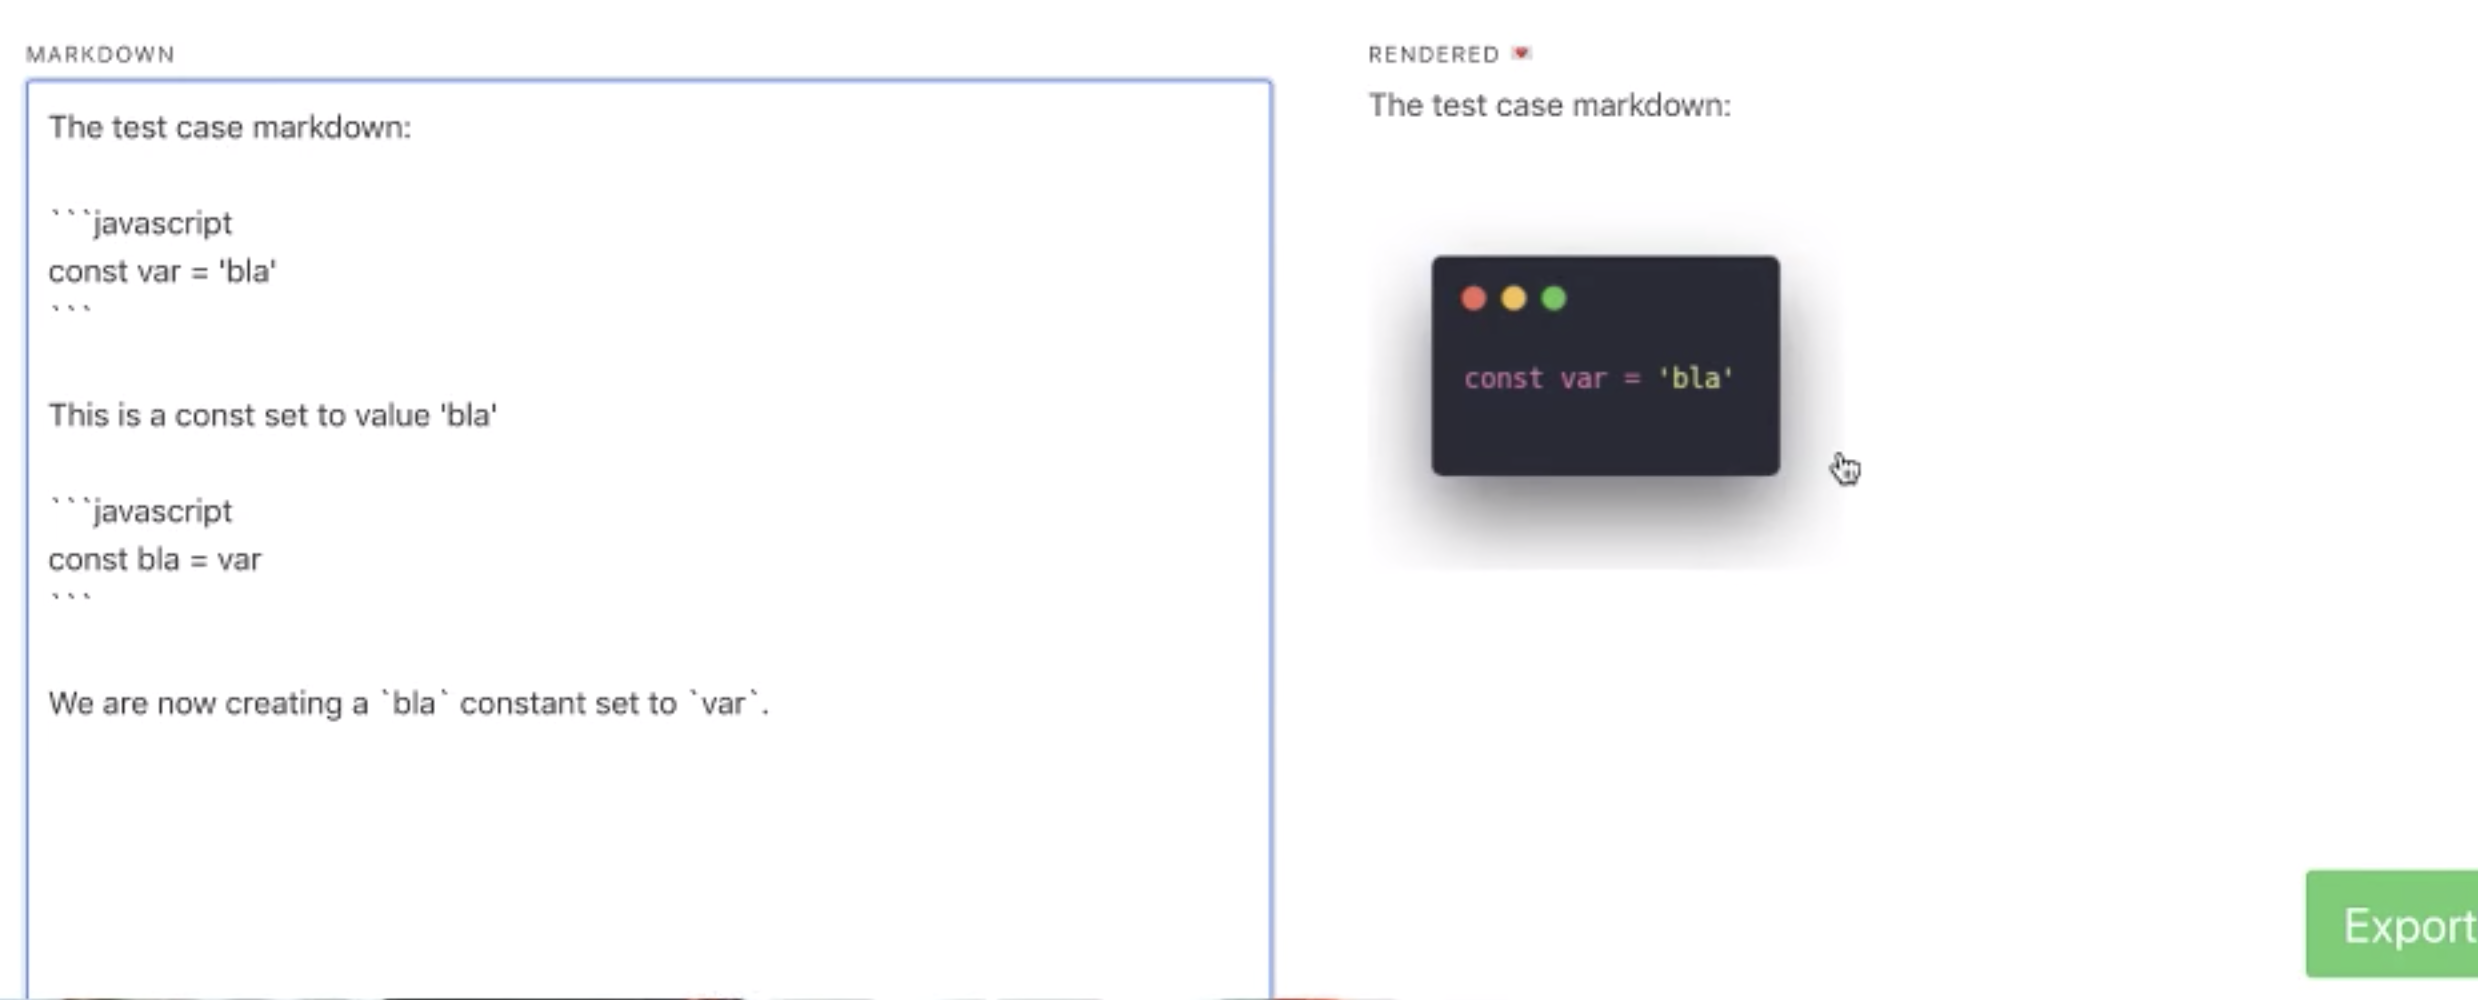 MARKDOWN
The test case markdown:
```javascript
const var = 'bla'
```
This is a const set to value 'bla'
```javascript
const bla = var
```
We are now creating a `bla` constant set to `var`.
RENDERED 💌
The test case markdown:
const var = 'bla'
Export